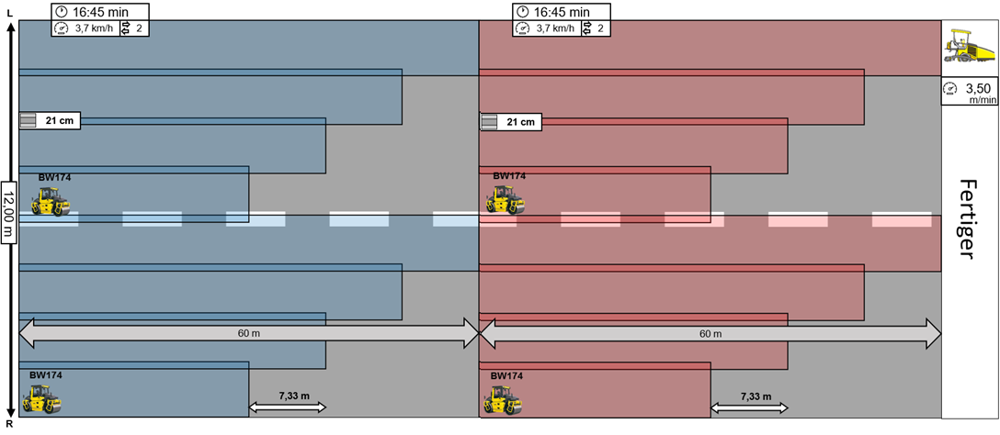 L
16:45 min
3,7 km/h
2
16:45 min
3,7 km/h
2
3,50
m/min
21 cm
21 cm
BW174
BW174
12,00 m
Fertiger
60 m
60 m
BW174
7,33 m
BW174
7,33 m
R